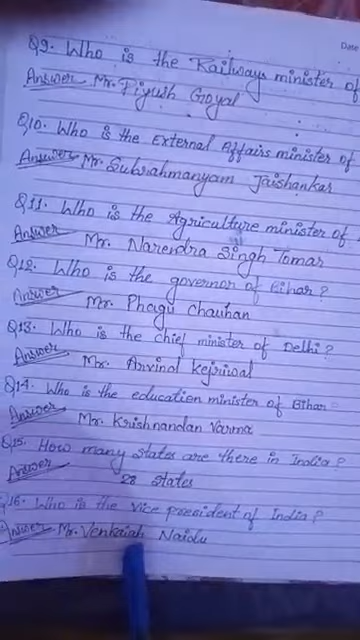 Date
Q9. Who is the Railways minister of
Answer Mr. Piyush Goyal
Q10. Who is the External Affairs minister of
Answer Mr. Subrahmanyam Jaishankar
Q11. Who is the Agriculture minister of
Answer Mr. Narendra Singh Tomar
Q12. Who is the governor of Bihar?
Answer Mr. Phagu Chauhan
Q13. Who is the chief minister of Delhi?
Answer Mr. Arvind Kejriwal
Q14. Who is the education minister of Bihar
Answer Mr. Krishnandan Varma
Q15. How many states are there in India?
Answer 28 states
Q16. Who is the vice president of India?
Answer Mr. Venkaiah Naidu